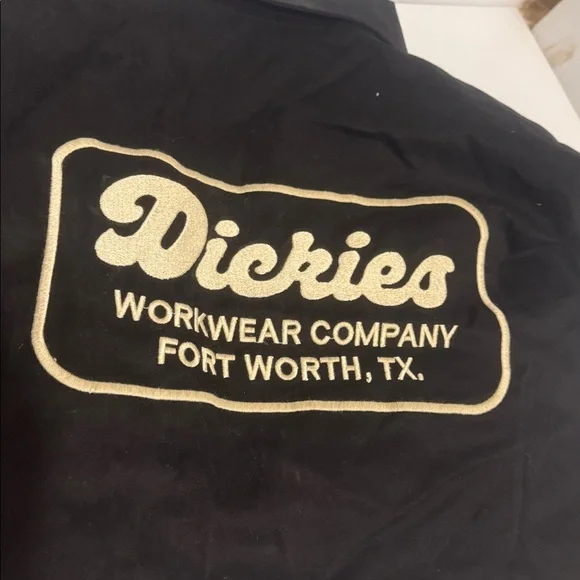 Dickies
WORKWEAR COMPANY
FORT WORTH, TX.